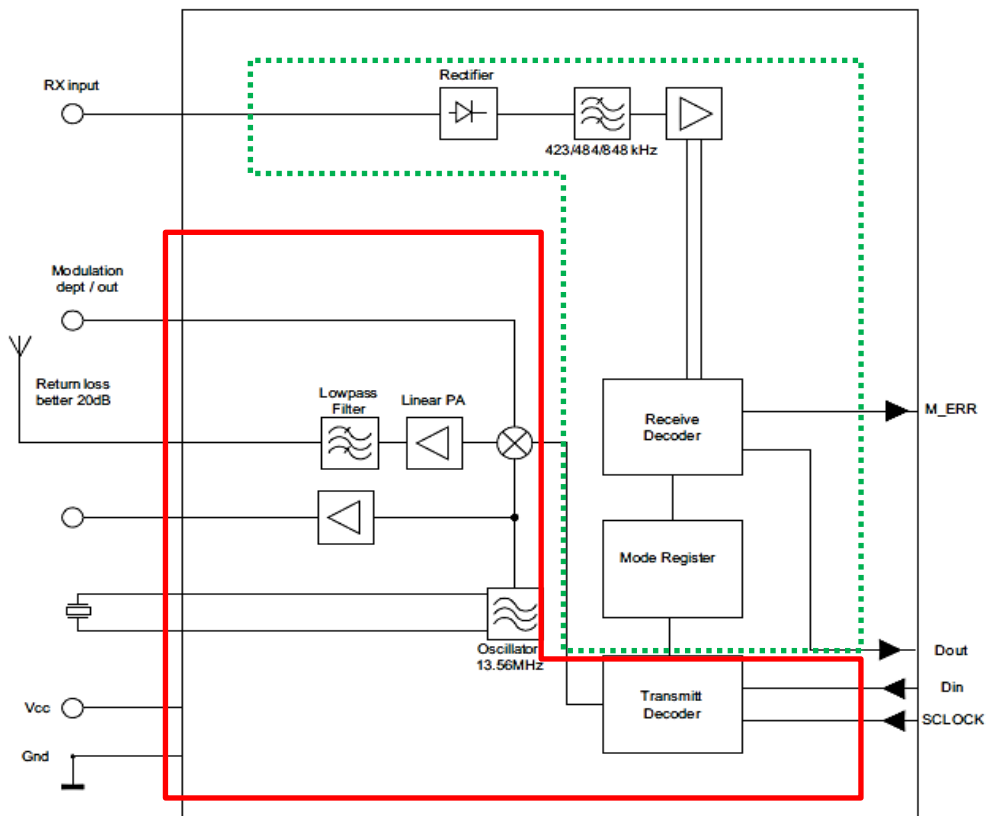 Rectifier
RX input
423/484/848 kHz
Modulation
dept / out
Return loss
better 20dB
Lowpass
Filter
Linear PA
Receive
Decoder
M_ERR
Mode Register
Oscillator
13.56MHz
Dout
Transmitt
Decoder
Din
SCLOCK
Vcc
Gnd